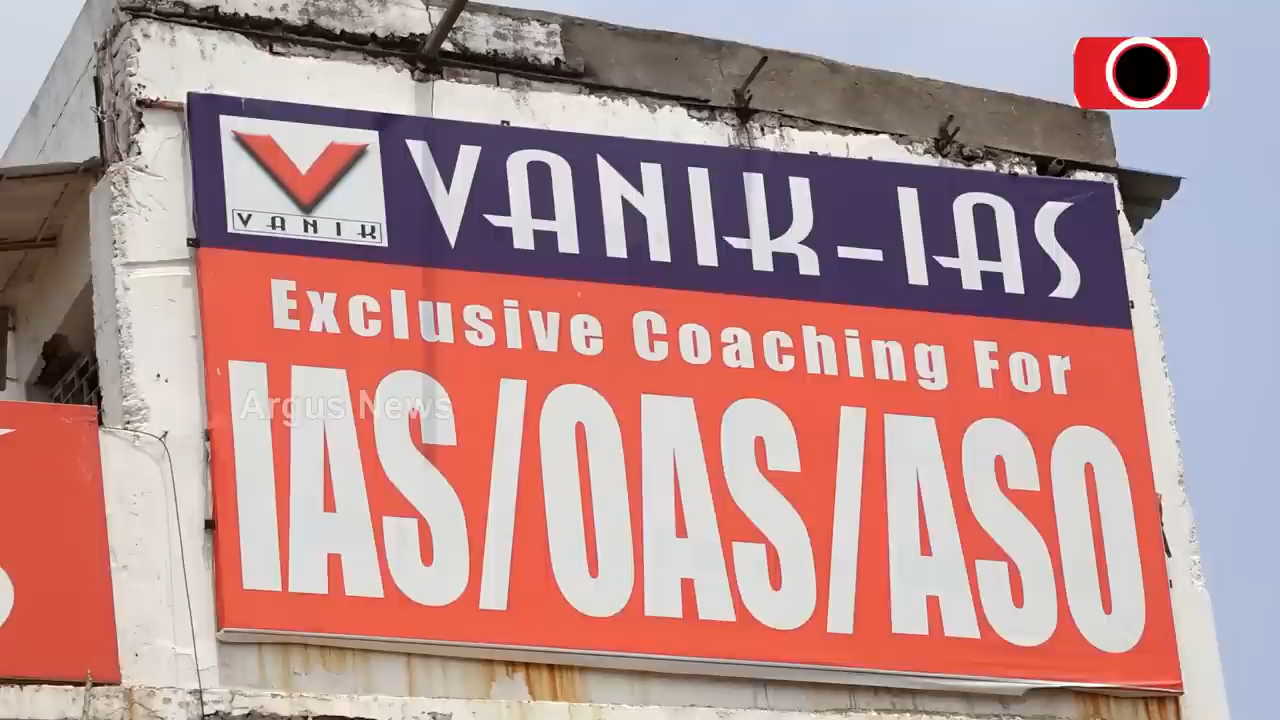 VANIK
VANIK-IAS
Exclusive Coaching For
IAS/OAS/ASO
Argus News